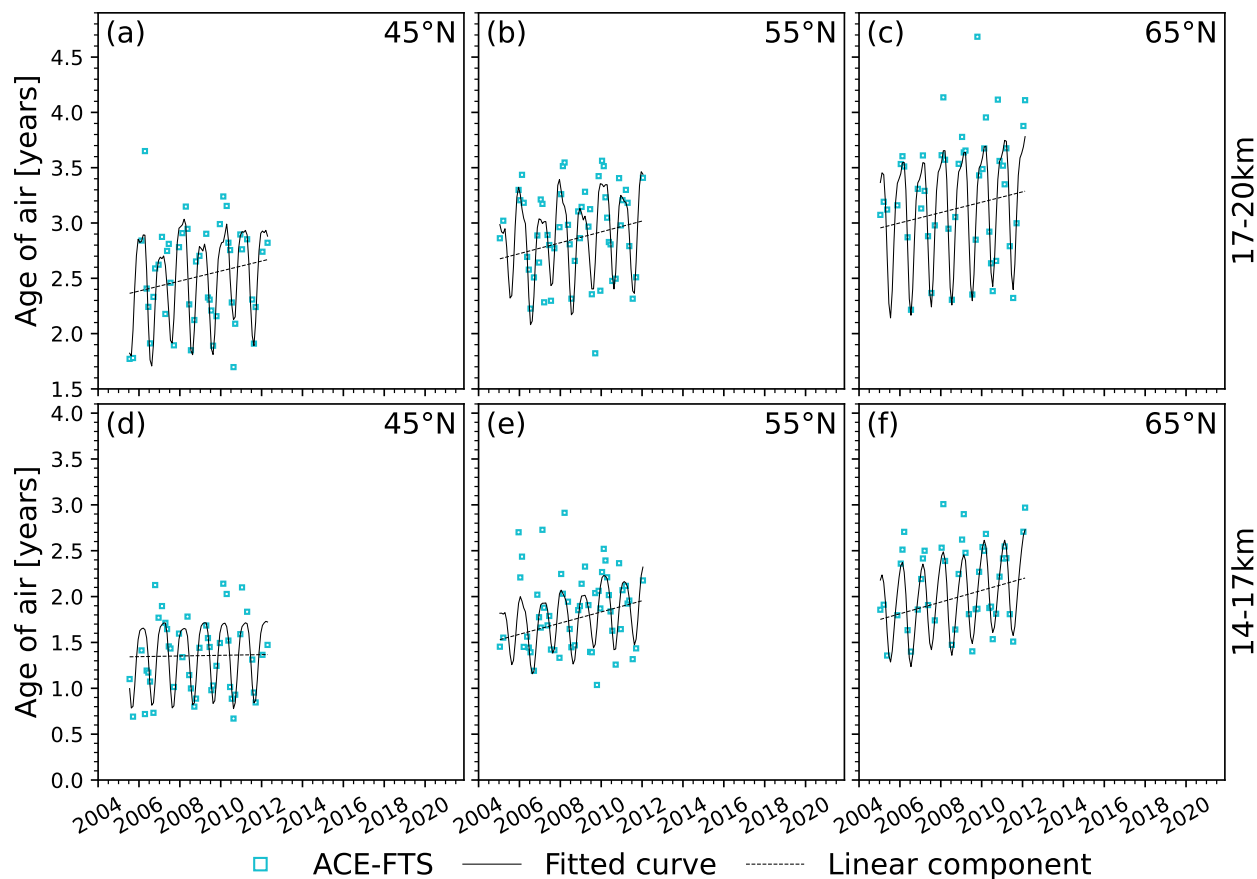 (a) 45°N
(b) 55°N
(c) 65°N
Age of air [years]
4.5
4.0
3.5
3.0
2.5
2.0
1.5
17-20km
(d) 45°N
(e) 55°N
(f) 65°N
Age of air [years]
4.0
3.5
3.0
2.5
2.0
1.5
1.0
0.5
0.0
14-17km
2004 2006 2008 2010 2012 2014 2016 2018 2020
2004 2006 2008 2010 2012 2014 2016 2018 2020
2004 2006 2008 2010 2012 2014 2016 2018 2020
ACE-FTS Fitted curve Linear component